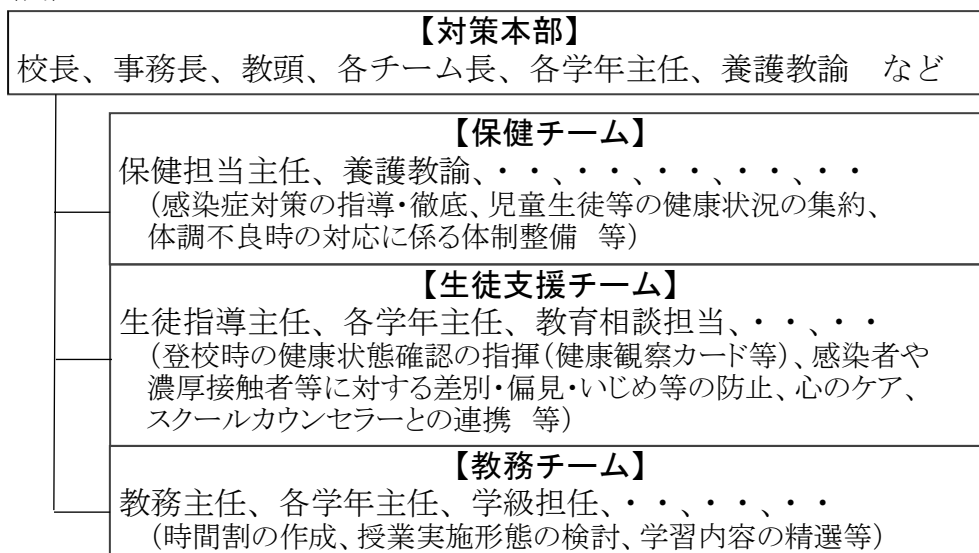 【対策本部】
校長、事務長、教頭、各チーム長、各学年主任、養護教諭　など
【保健チーム】
保健担当主任、養護教諭、・・、・・、・・、・・、・・
（感染症対策の指導・徹底、児童生徒等の健康状況の集約、
体調不良時の対応に係る体制整備　等）
【生徒支援チーム】
生徒指導主任、各学年主任、教育相談担当、・・、・・
（登校時の健康状態確認の指揮（健康観察カード等）、感染者や
濃厚接触者等に対する差別・偏見・いじめ等の防止、心のケア、
スクールカウンセラーとの連携　等）
【教務チーム】
教務主任、各学年主任、学級担任、・・、・・、・・
（時間割の作成、授業実施形態の検討、学習内容の精選等）